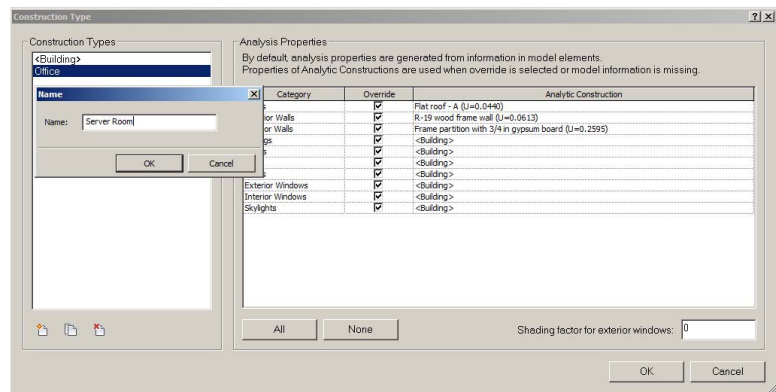 Construction Type
Construction Types
<Building>
Office
Name
Name: Server Room
OK Cancel
Analysis Properties
By default, analysis properties are generated from information in model elements.
Properties of Analytic Constructions are used when override is selected or model information is missing.
Category Override Analytic Construction
s Flat roof - A (U=0.0440)
ior Walls R-19 wood frame wall (U=0.0613)
or Walls Frame partition with 3/4 in gypsum board (U=0.2595)
gs <Building>
s <Building>
<Building>
s <Building>
Exterior Windows <Building>
Interior Windows <Building>
Skylights <Building>
All None Shading factor for exterior windows: 0
OK Cancel